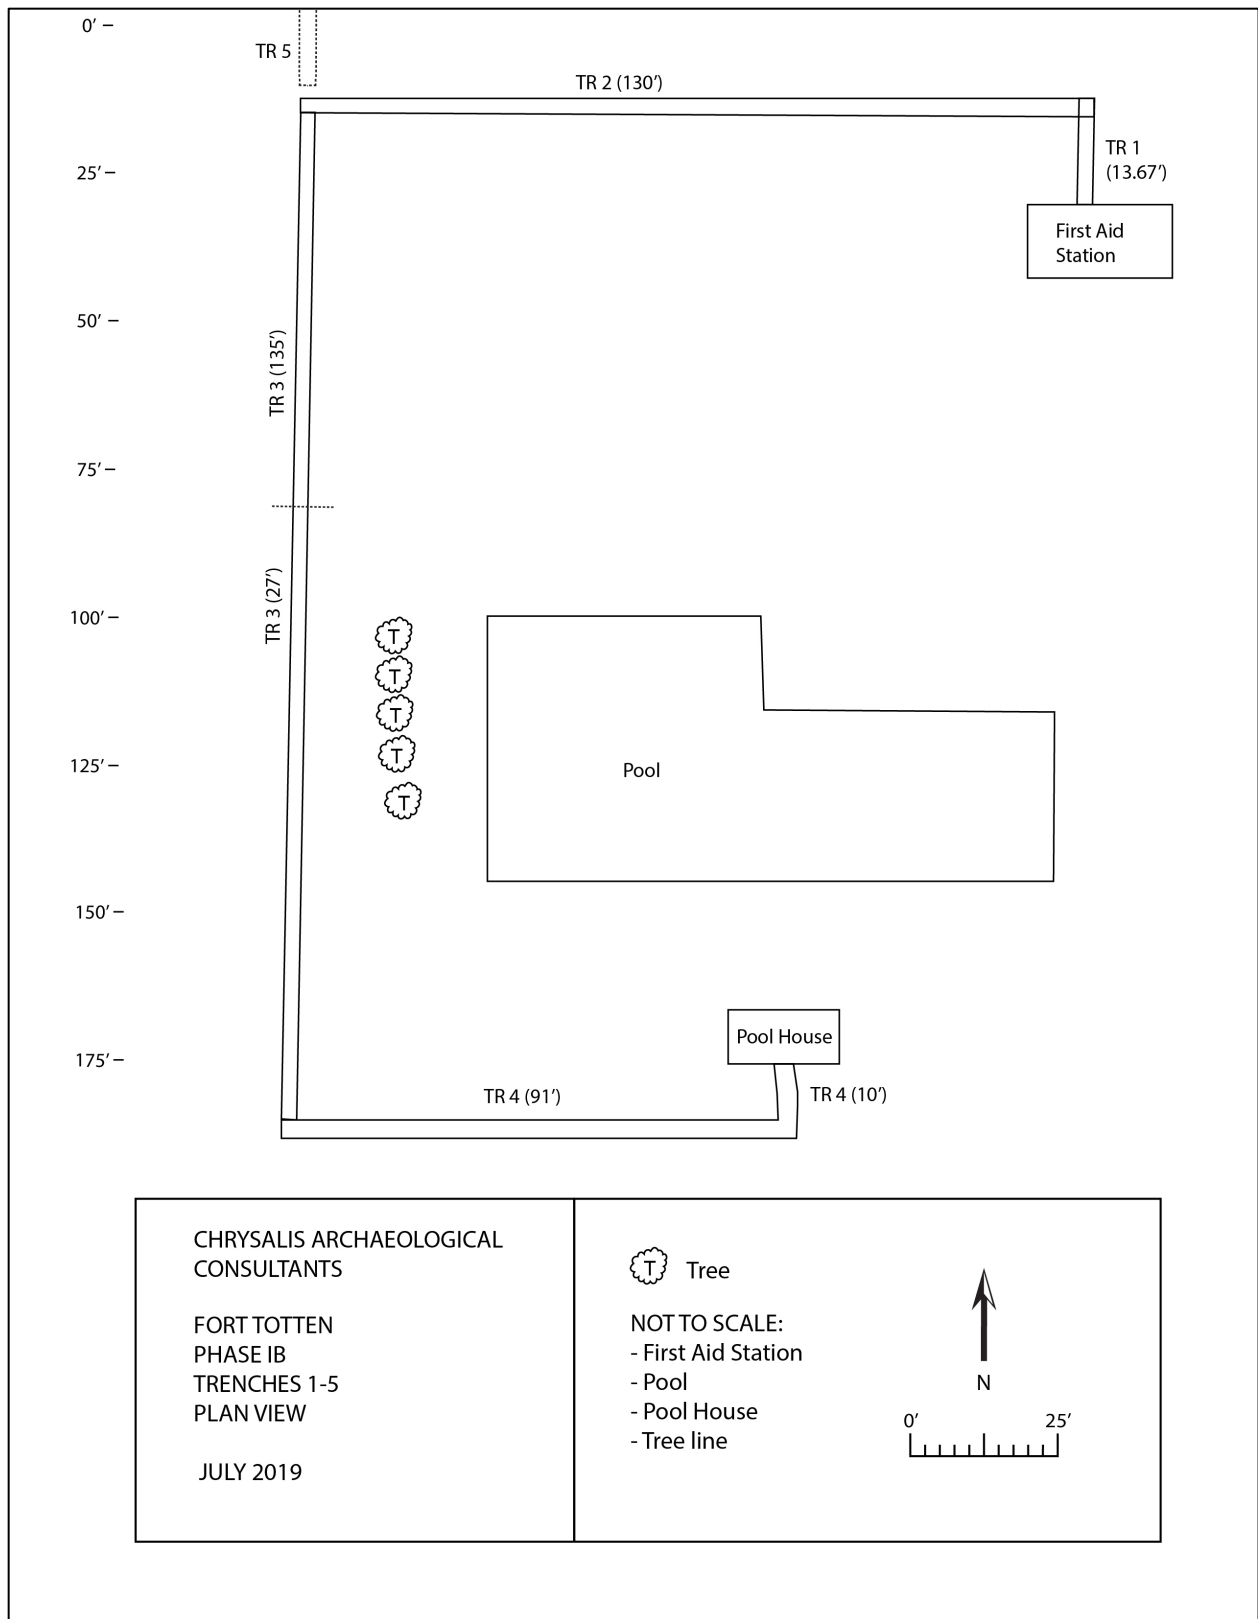 0’
TR 5
TR 2 (130’)
TR 1
(13.67’)
25’
First Aid
Station
50’
TR 3 (135’)
75’
TR 3 (27’)
100’
T
T
T
T
T
125’
Pool
150’
Pool House
175’
TR 4 (91’)
TR 4 (10’)
CHRYSALIS ARCHAEOLOGICAL
CONSULTANTS
FORT TOTTEN
PHASE IB
TRENCHES 1-5
PLAN VIEW
JULY 2019
T Tree
NOT TO SCALE:
- First Aid Station
- Pool
- Pool House
- Tree line
N
0’ 25’